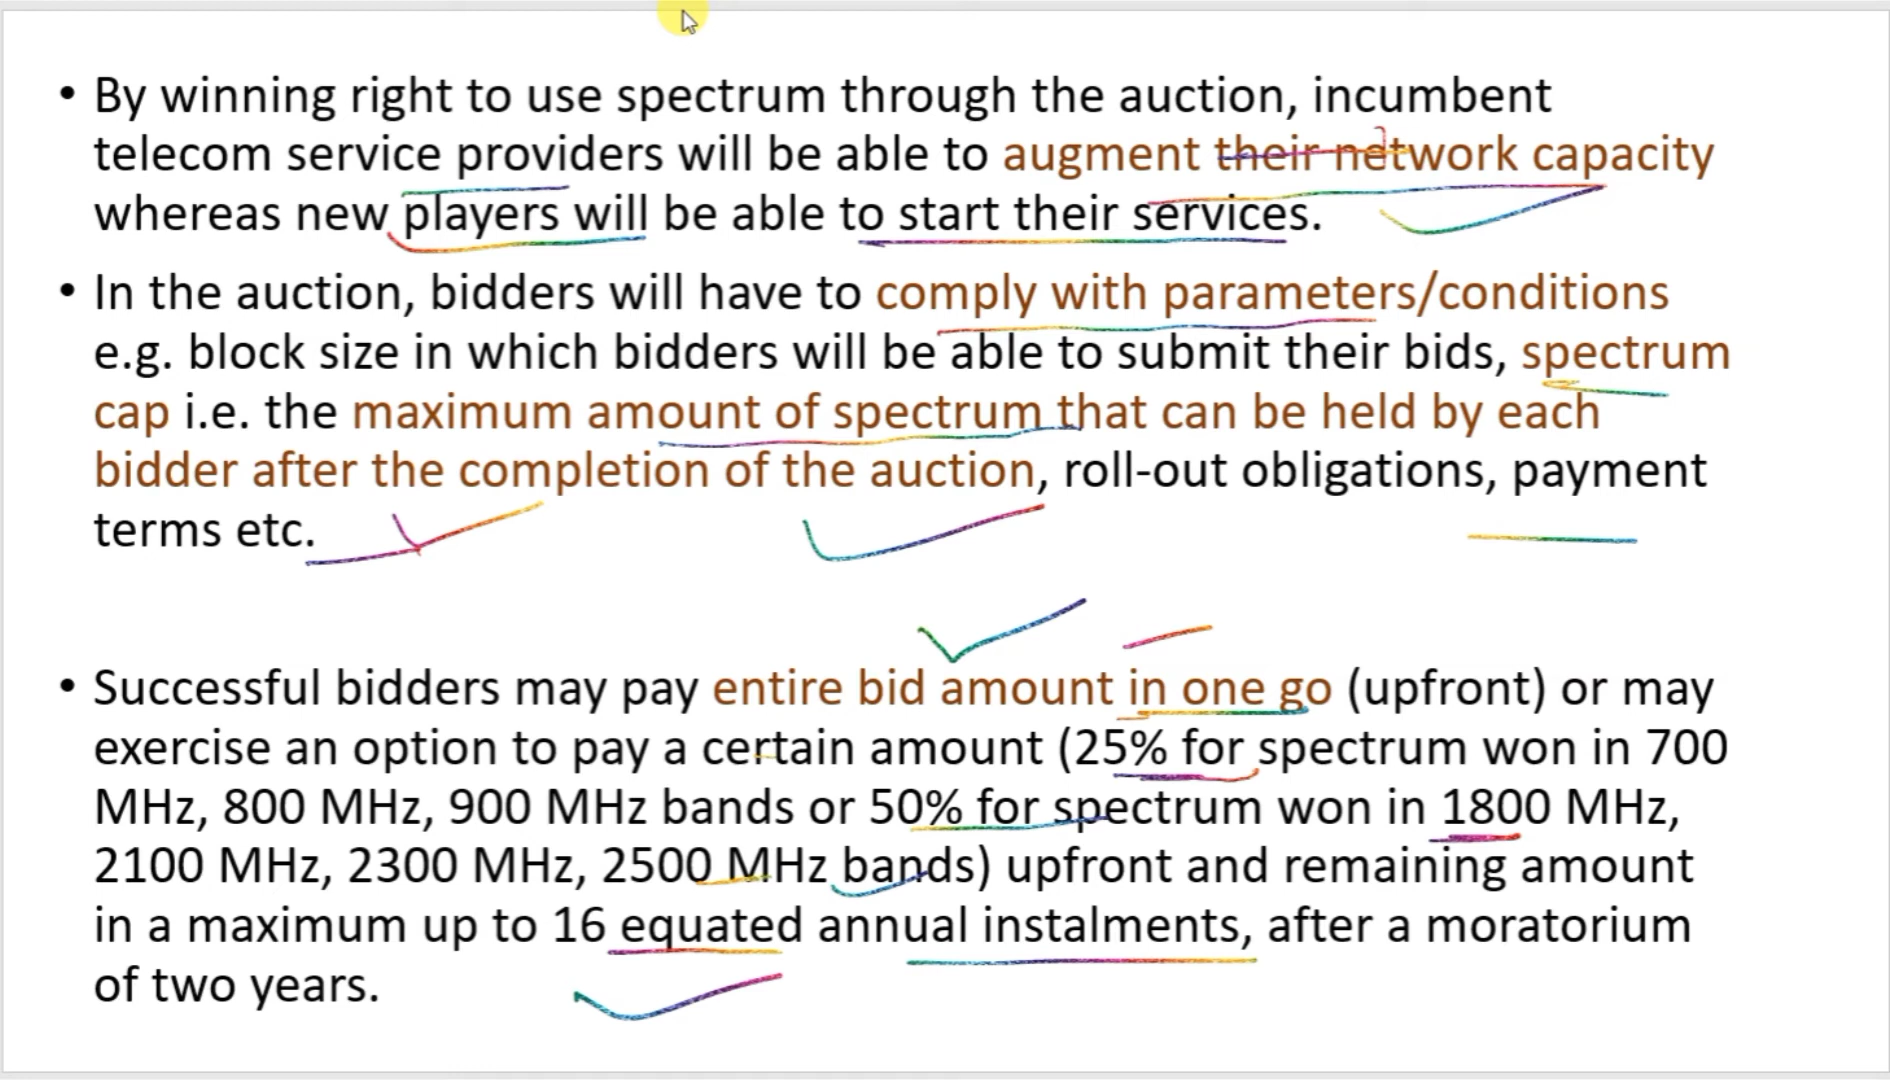 • By winning right to use spectrum through the auction, incumbent
telecom service providers will be able to augment their network capacity
whereas new players will be able to start their services.
• In the auction, bidders will have to comply with parameters/conditions
e.g. block size in which bidders will be able to submit their bids, spectrum
cap i.e. the maximum amount of spectrum that can be held by each
bidder after the completion of the auction, roll-out obligations, payment
terms etc.
• Successful bidders may pay entire bid amount in one go (upfront) or may
exercise an option to pay a certain amount (25% for spectrum won in 700
MHz, 800 MHz, 900 MHz bands or 50% for spectrum won in 1800 MHz,
2100 MHz, 2300 MHz, 2500 MHz bands) upfront and remaining amount
in a maximum up to 16 equated annual instalments, after a moratorium
of two years.